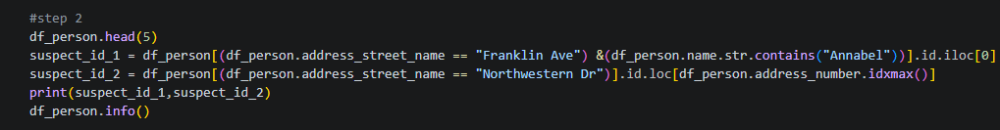 #step 2
df_person.head(5)
suspect_id_1 = df_person[(df_person.address_street_name == "Franklin Ave") &(df_person.name.str.contains("Annabel"))].id.iloc[0]
suspect_id_2 = df_person[(df_person.address_street_name == "Northwestern Dr")].id.loc[df_person.address_number.idxmax()]
print(suspect_id_1,suspect_id_2)
df_person.info()